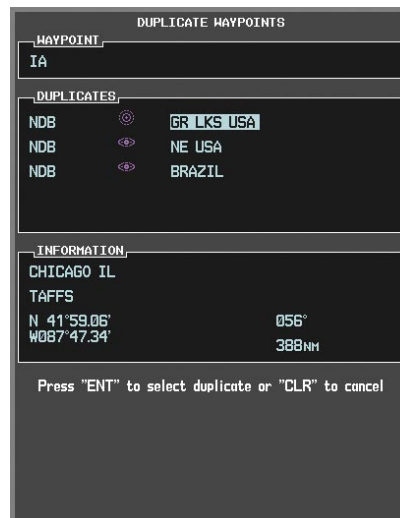 DUPLICATE WAYPOINTS
WAYPOINT
IA
DUPLICATES
NDB GR LKS USA
NDB NE USA
NDB BRAZIL
INFORMATION
CHICAGO IL
TAFFS
N 41°59.06' 056°
W087°47.34' 388NM
Press "ENT" to select duplicate or "CLR" to cancel